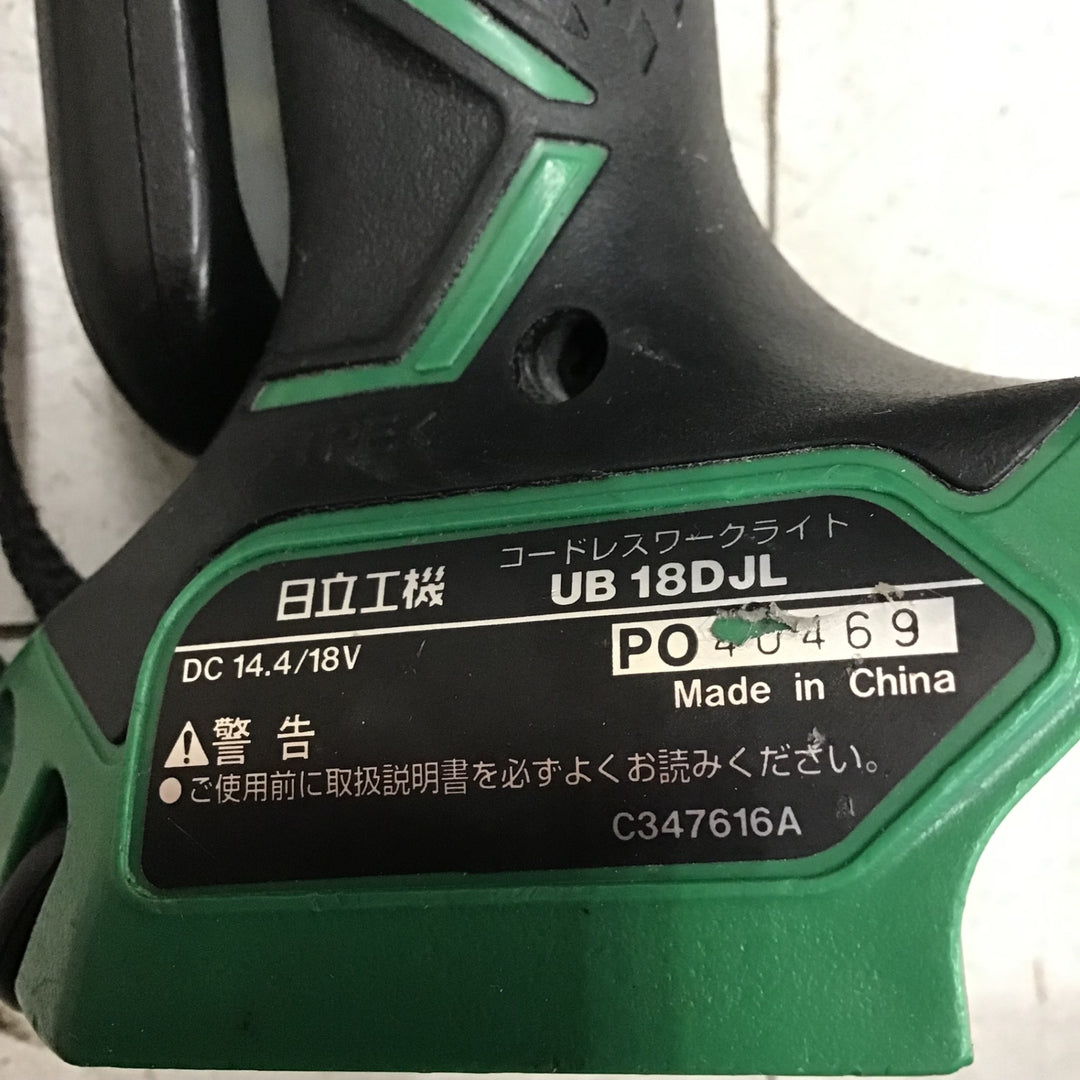 コードレスワークライト
日立工機 UB 18DJL
DC 14.4/18V
PO 40469
Made in China
警告
●ご使用前に取扱説明書を必ずよくお読みください。
C347616A